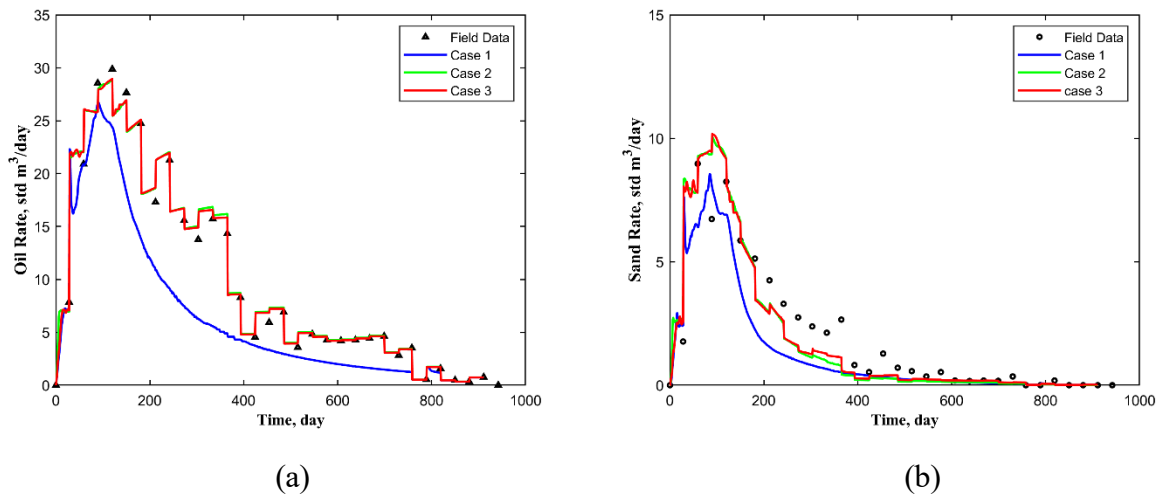 35
30
25
20
15
10
5
0
Oil Rate, std m³/day
0
200
400
600
800
1000
Time, day
Field Data
Case 1
Case 2
Case 3
(a)
15
10
5
0
Sand Rate, std m³/day
0
200
400
600
800
1000
Time, day
Field Data
Case 1
Case 2
case 3
(b)